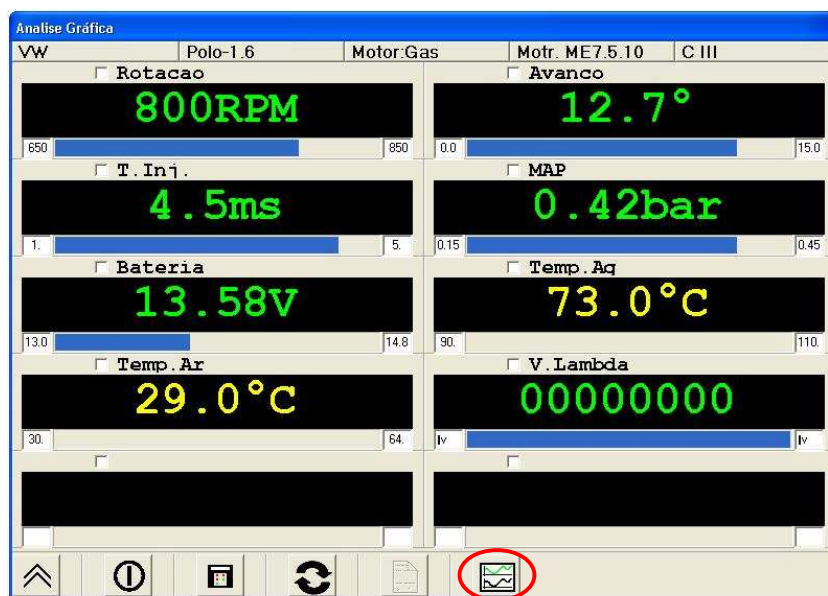 Analise Gráfica
VW Polo-1.6 Motor:Gas Motr. ME7.5.10 C III
Rotacao Avanco
800RPM 12.7°
650 850 0.0 15.0
T.Inj. MAP
4.5ms 0.42bar
1. 5. 0.15 0.45
Bateria Temp.Aq
13.58V 73.0°C
13.0 14.8 90. 110.
Temp.Ar V.Lambda
29.0°C 00000000
30. 64. lv lv